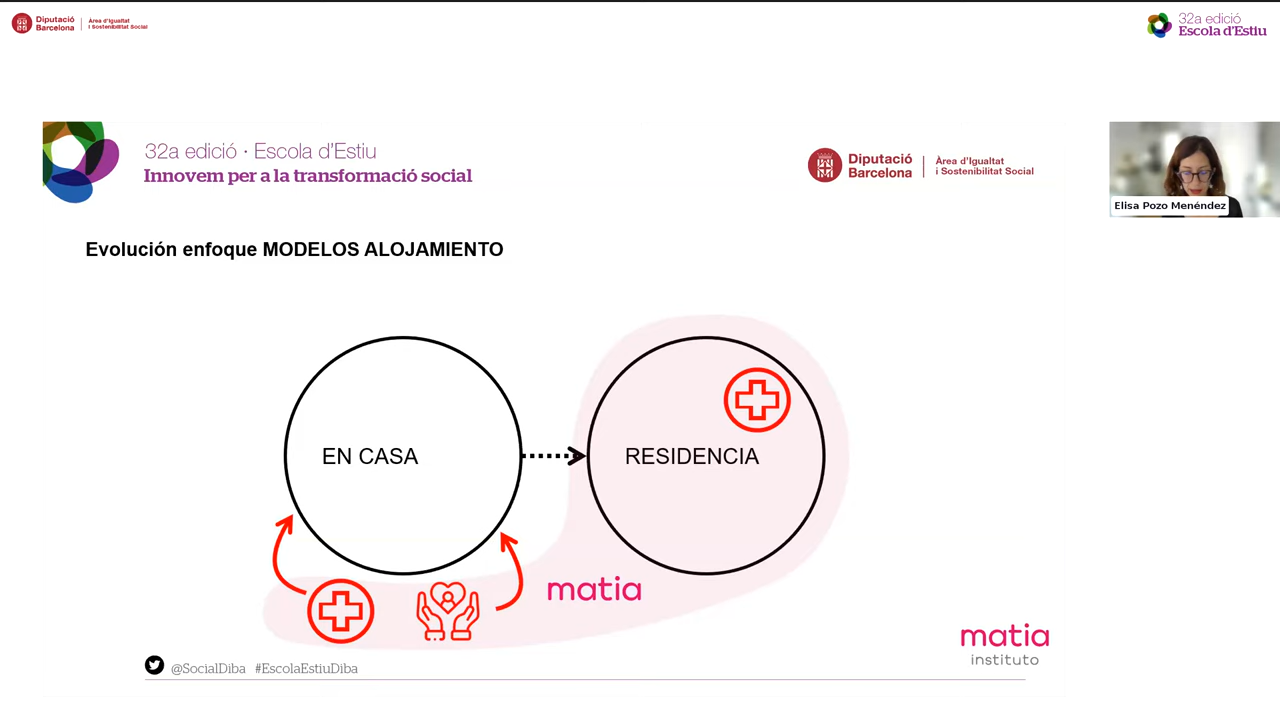 Diputació
Barcelona
Àrea d'Igualtat
i Sostenibilitat Social
32a edició
Escola d'Estiu
32a edició · Escola d'Estiu
Innovem per a la transformació social
Diputació
Barcelona
Àrea d'Igualtat
i Sostenibilitat Social
Elisa Pozo Menéndez
Evolución enfoque MODELOS ALOJAMIENTO
EN CASA
RESIDENCIA
matia
matia
instituto
@SocialDiba #EscolaEstiuDiba